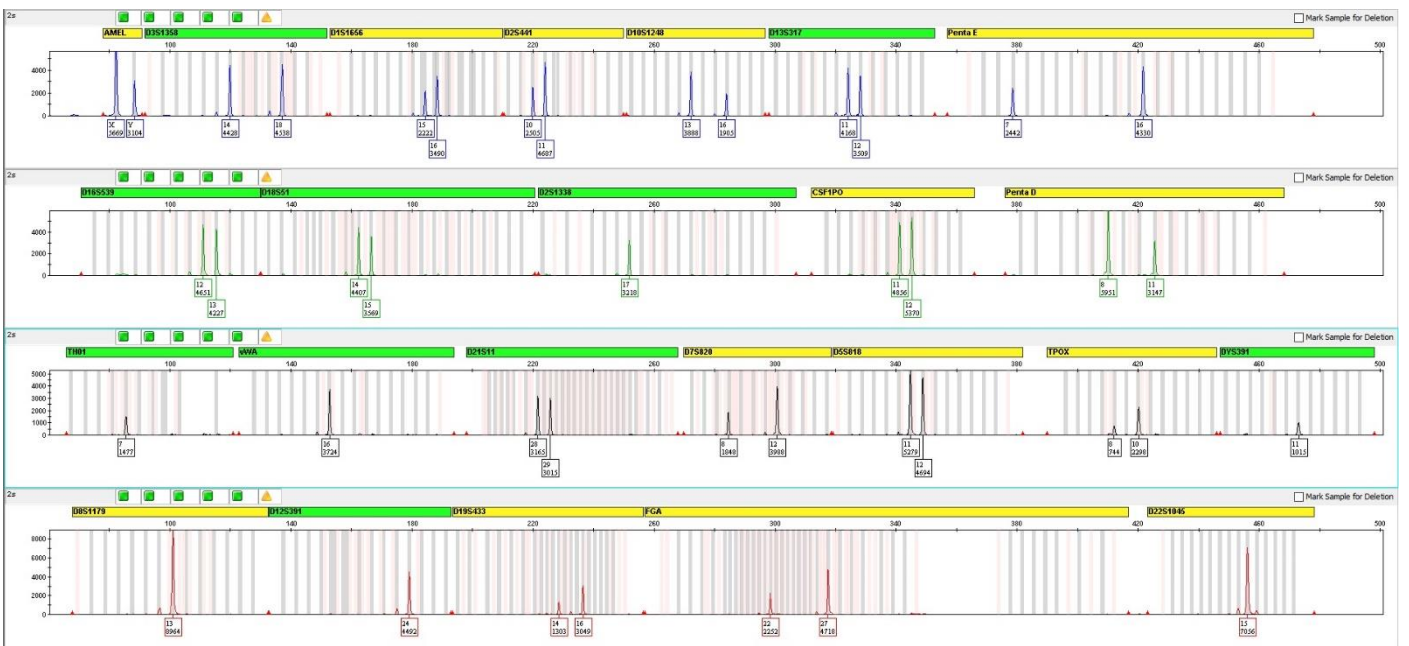 2s Mark Sample for Deletion
AMEL D3S1358 D1S1656 D2S441 D10S1248 D13S317 Penta E
100 140 180 220 260 300 340 380 420 460 500
4000
2000
0
X Y 14 18 15 10 13 16 11 7 16
3669 3104 4428 4538 2222 2505 3888 1985 4168 2442 4330
16 11 12
3490 4687 3509
2s Mark Sample for Deletion
D16S539 D18S51 D2S1338 CSF1PO Penta D
100 140 180 220 260 300 340 380 420 460 500
4000
2000
0
12 14 17 11 8 11
4651 4407 3218 4856 5951 3147
13 15 12
4227 3569 5370
2s Mark Sample for Deletion
TH01 vWA D21S11 D7S820 D5S818 TPOX DYS391
100 140 180 220 260 300 340 380 420 460 500
5000
4000
3000
2000
1000
0
7 16 28 8 12 11 8 10 11
1477 3724 3165 1848 3988 5279 744 2298 1015
29 12
3015 4694
2s Mark Sample for Deletion
D8S1179 D12S391 D19S433 FGA D22S1045
100 140 180 220 260 300 340 380 420 460 500
8000
6000
4000
2000
0
13 24 14 16 22 27 15
8964 4492 1303 3049 2252 4718 7056